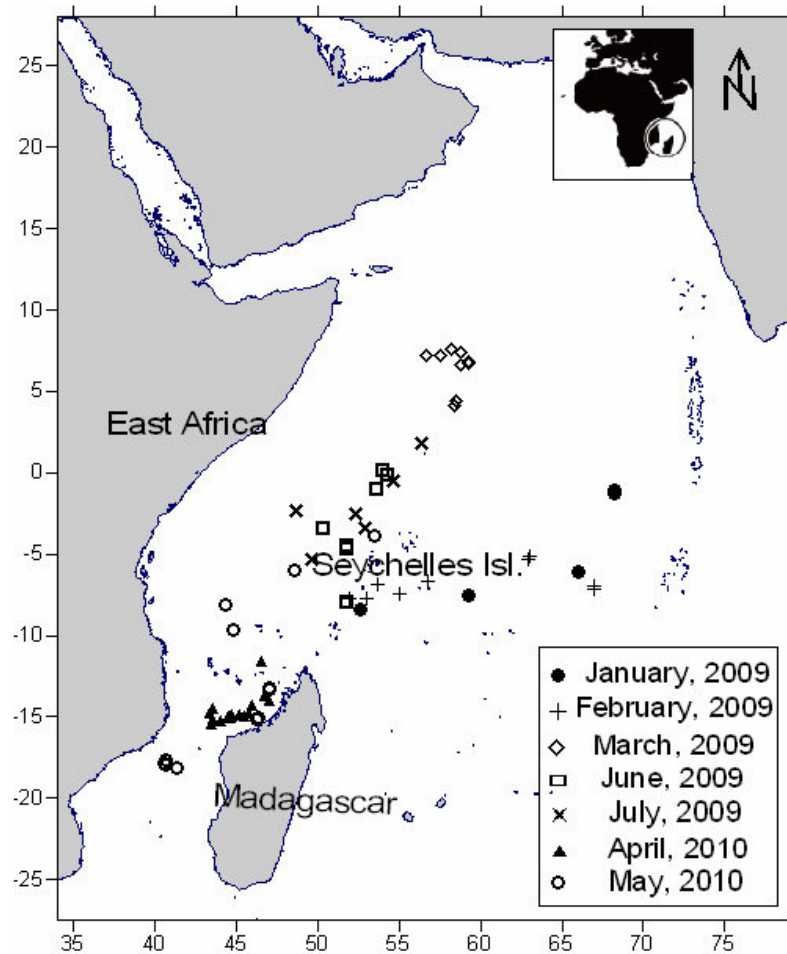 25
20
15
10
5
0
-5
-10
-15
-20
-25
35 40 45 50 55 60 65 70 75
N
East Africa
Seychelles Isl.
Madagascar
January, 2009
February, 2009
March, 2009
June, 2009
July, 2009
April, 2010
May, 2010